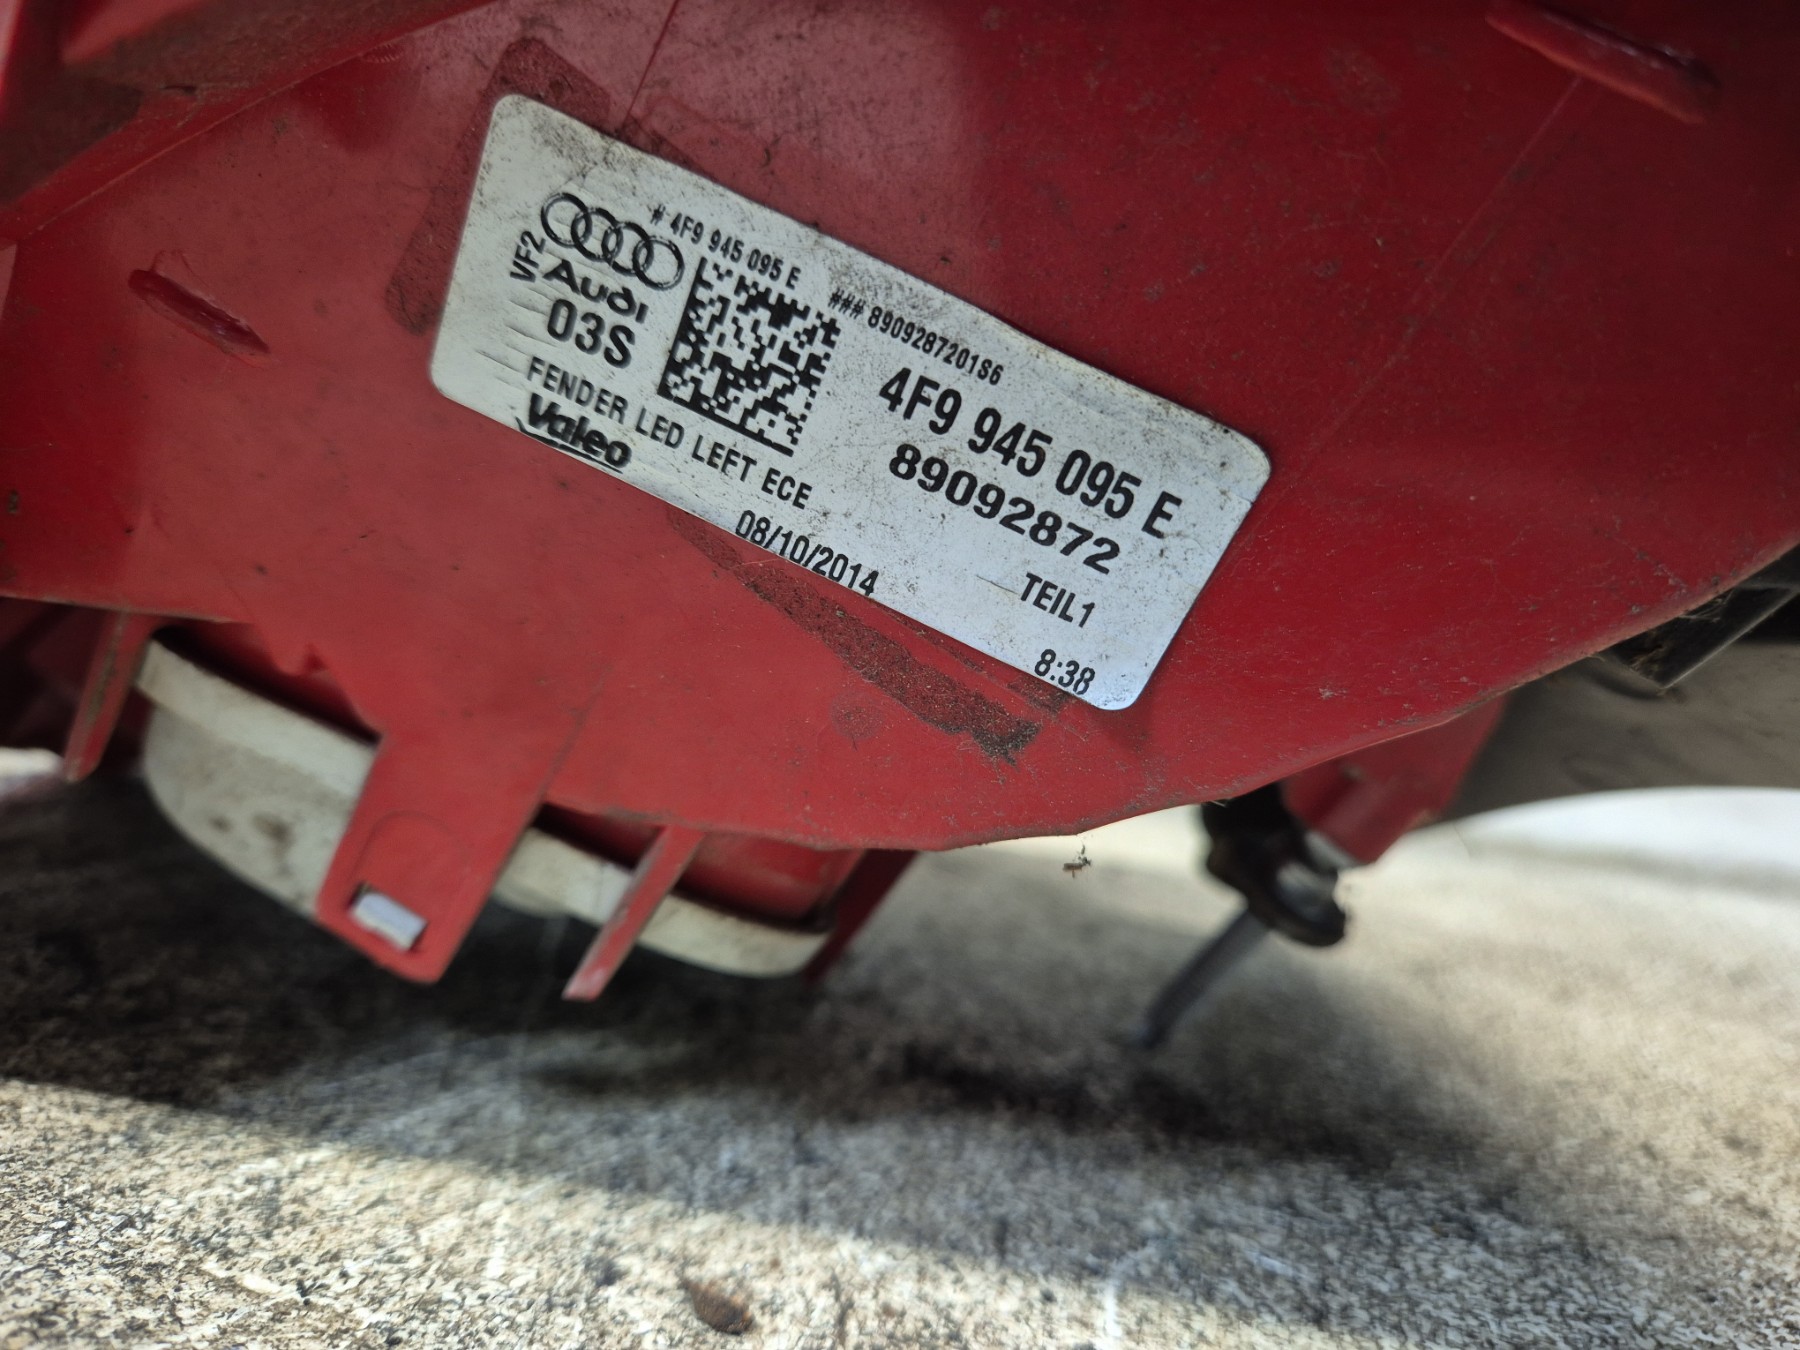 # 4F9 945 095 E
### 8909287201S6
VF2
Audi
03S
4F9 945 095 E
89092872
FENDER LED LEFT ECE
TEIL1
Valeo
08/10/2014
8:38